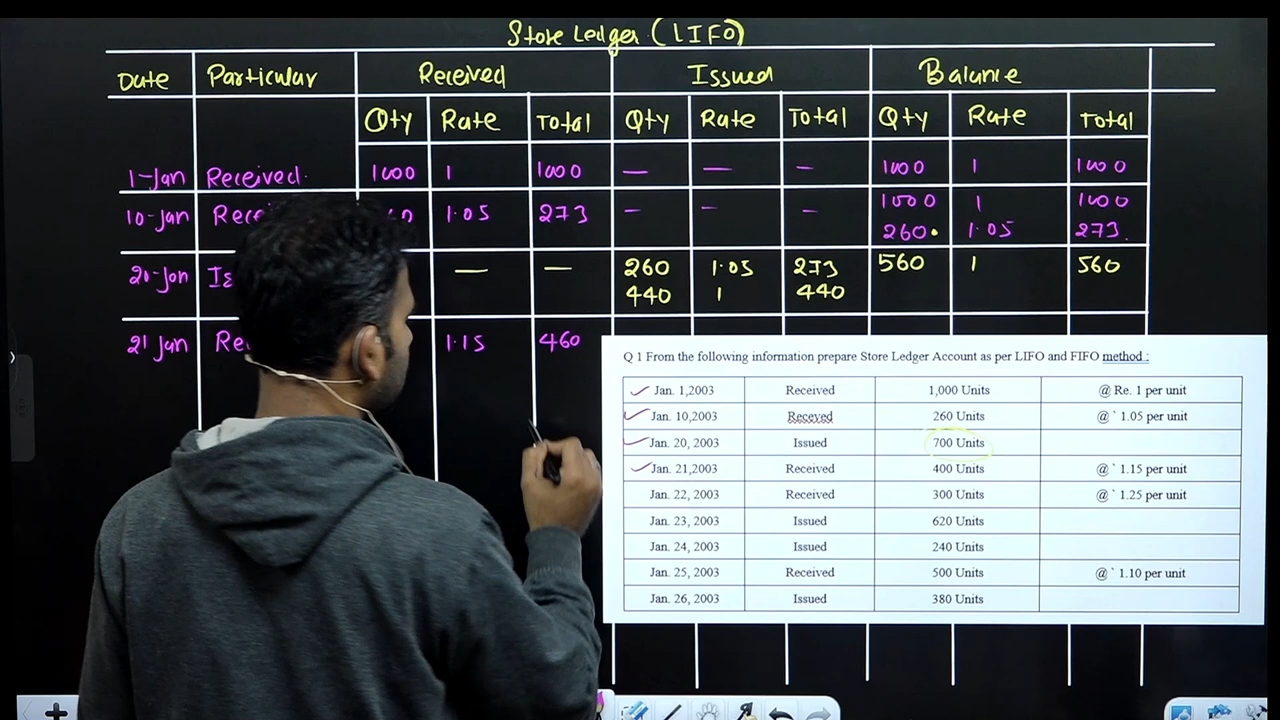 Store Ledger (LIFO)
Date Particular Received Issued Balance
Qty Rate Total Qty Rate Total Qty Rate Total
1-Jan Received 1000 1 1000 — — — 1000 1 1000
10-Jan 1.05 273 — — — 1000 1 1000
260 1.05 273
20-Jan — — 260 1.05 273 560 1 560
440 1 440
21 Jan 1.15 460
Q 1 From the following information prepare Store Ledger Account as per LIFO and FIFO method :
Jan. 1,2003 Received 1,000 Units @ Re. 1 per unit
Jan. 10,2003 Receved 260 Units @ ` 1.05 per unit
Jan. 20, 2003 Issued 700 Units
Jan. 21,2003 Received 400 Units @ ` 1.15 per unit
Jan. 22, 2003 Received 300 Units @ ` 1.25 per unit
Jan. 23, 2003 Issued 620 Units
Jan. 24, 2003 Issued 240 Units
Jan. 25, 2003 Received 500 Units @ ` 1.10 per unit
Jan. 26, 2003 Issued 380 Units